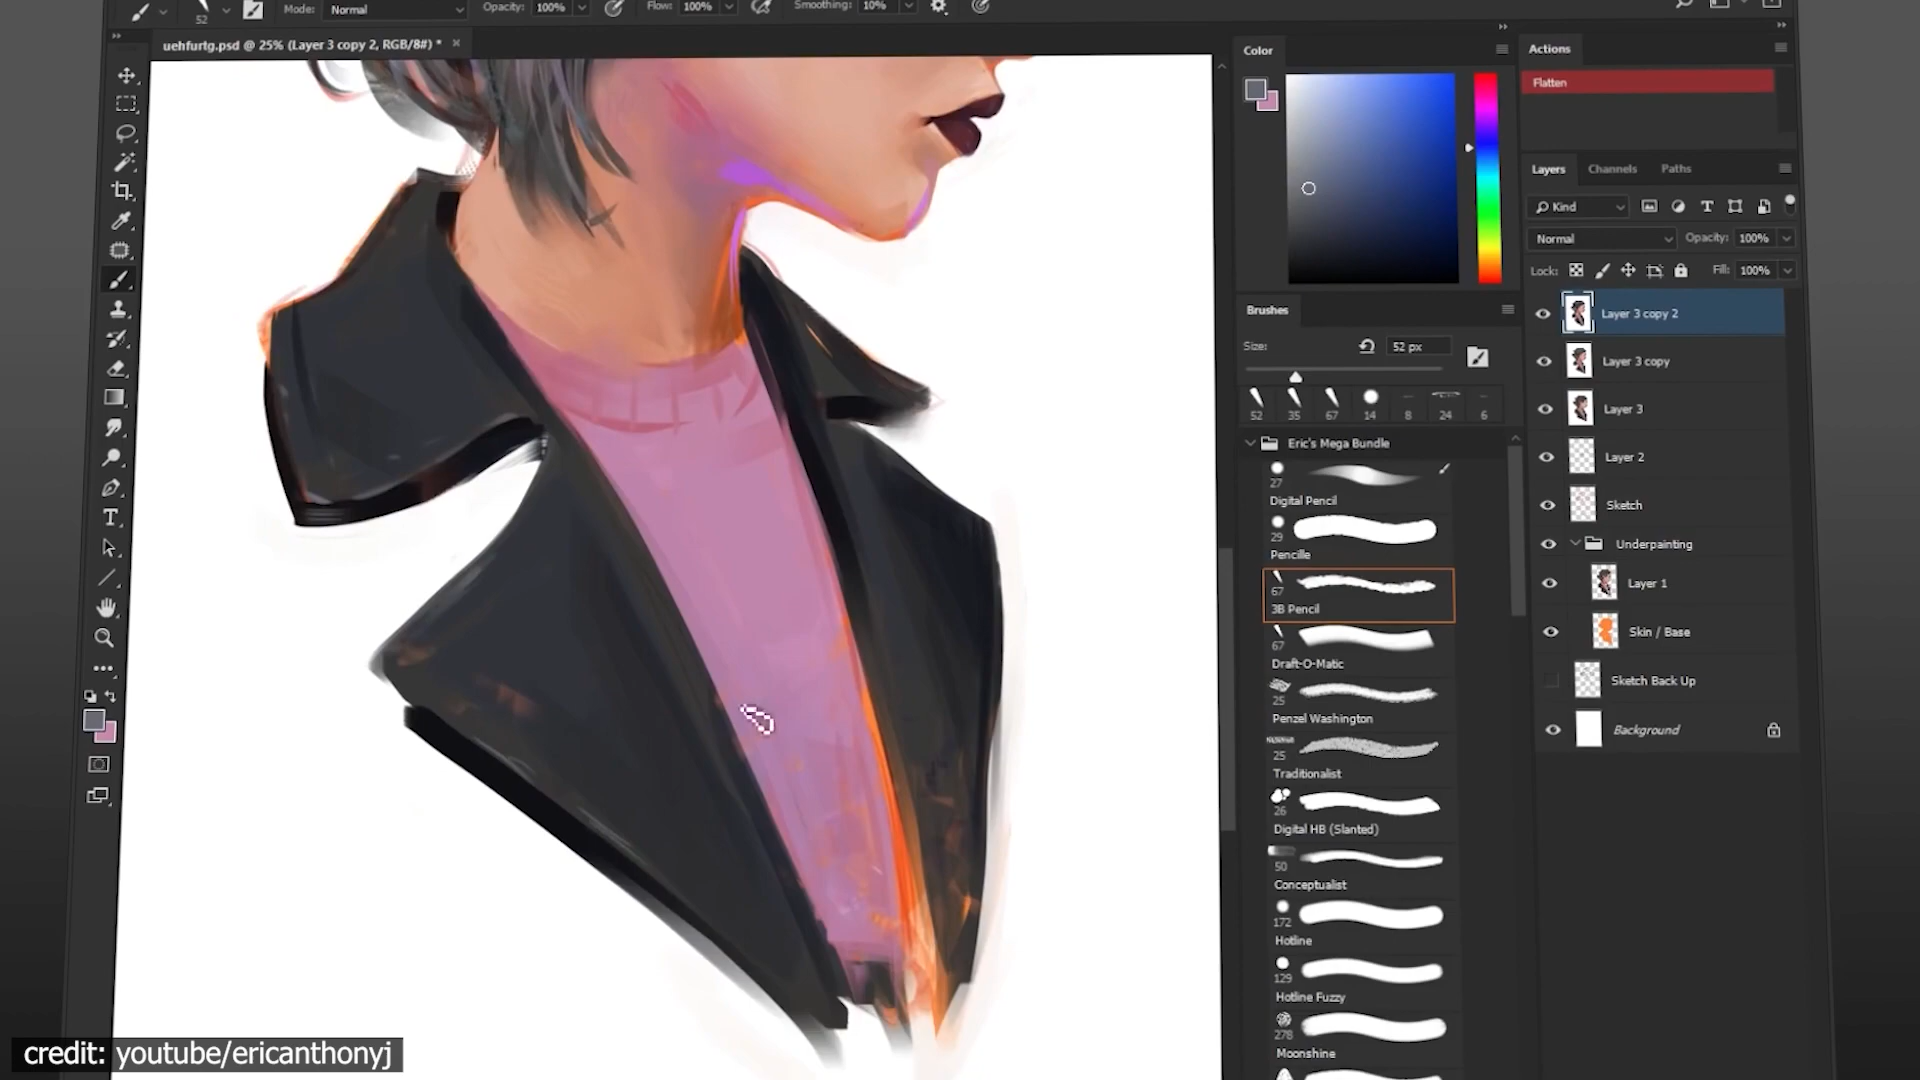 52
Mode: Normal Opacity: 100% Flow: 100% Smoothing: 10%
uehfurtg.psd @ 25% (Layer 3 copy 2, RGB/8#) *
Color
Actions
Flatten
Layers Channels Paths
Kind
Normal Opacity: 100%
Lock: Fill: 100%
Layer 3 copy 2
Layer 3 copy
Layer 3
Layer 2
Sketch
Underpainting
Layer 1
Skin / Base
Sketch Back Up
Background
Brushes
Size: 52 px
52 35 67 14 8 24 6
Eric's Mega Bundle
27
Digital Pencil
29
Pencille
67
3B Pencil
67
Draft-O-Matic
25
Penzel Washington
25
Traditionalist
26
Digital HB (Slanted)
50
Conceptualist
172
Hotline
129
Hotline Fuzzy
278
Moonshine
credit: youtube/ericanthonyj